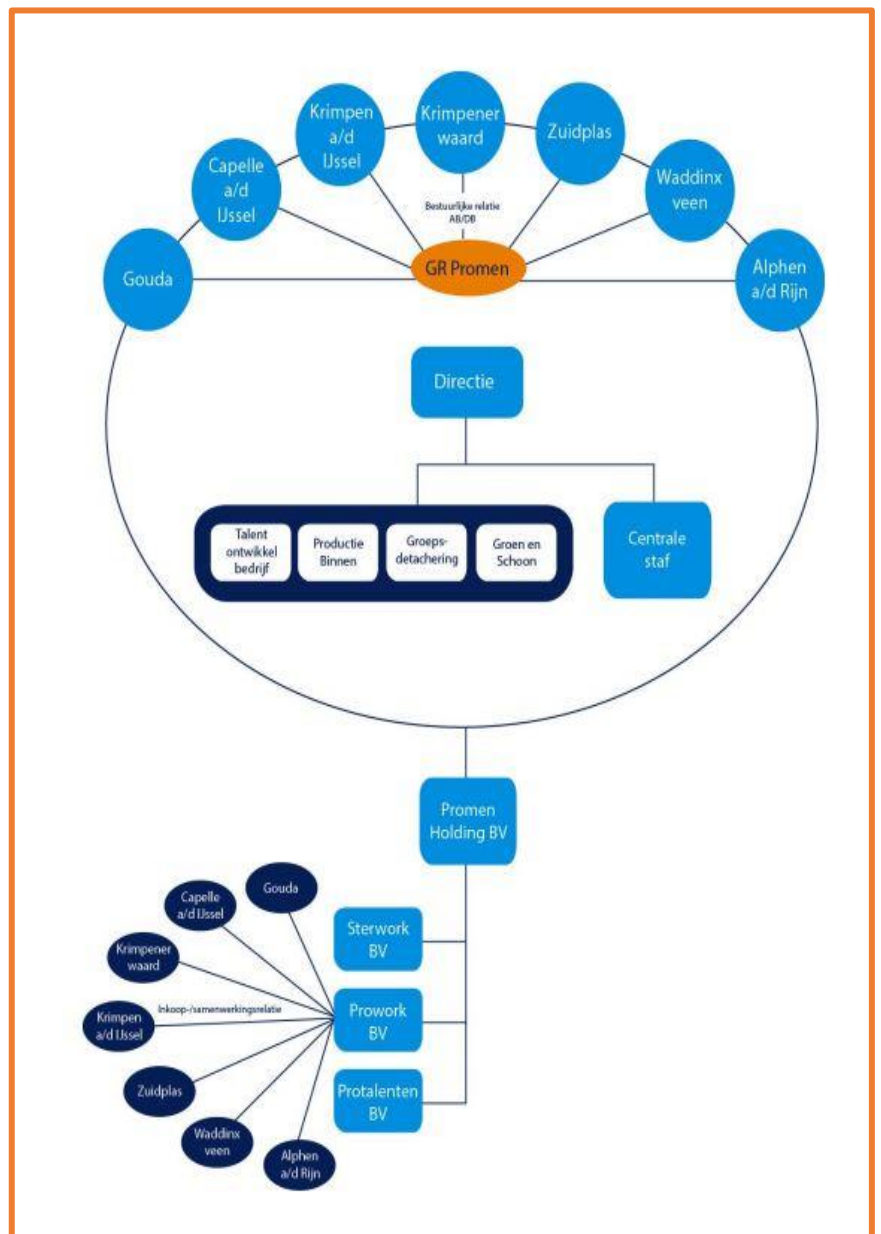 Krimpen
a/d
IJssel
Krimpener
waard
Zuidplas
Capelle
a/d
IJssel
Waddinx
veen
Bestuurlijke relatie
AB/DB
Gouda
GR Promen
Alphen
a/d Rijn
Directie
Talent
ontwikkel
bedrijf
Productie
Binnen
Groeps-
detachering
Groen en
Schoon
Centrale
staf
Promen
Holding BV
Gouda
Capelle
a/d IJssel
Krimpener
waard
Inkoop-/samenwerkingsrelatie
Krimpen
a/d IJssel
Zuidplas
Waddinx
veen
Alphen
a/d Rijn
Sterwork
BV
Prowork
BV
Protalenten
BV